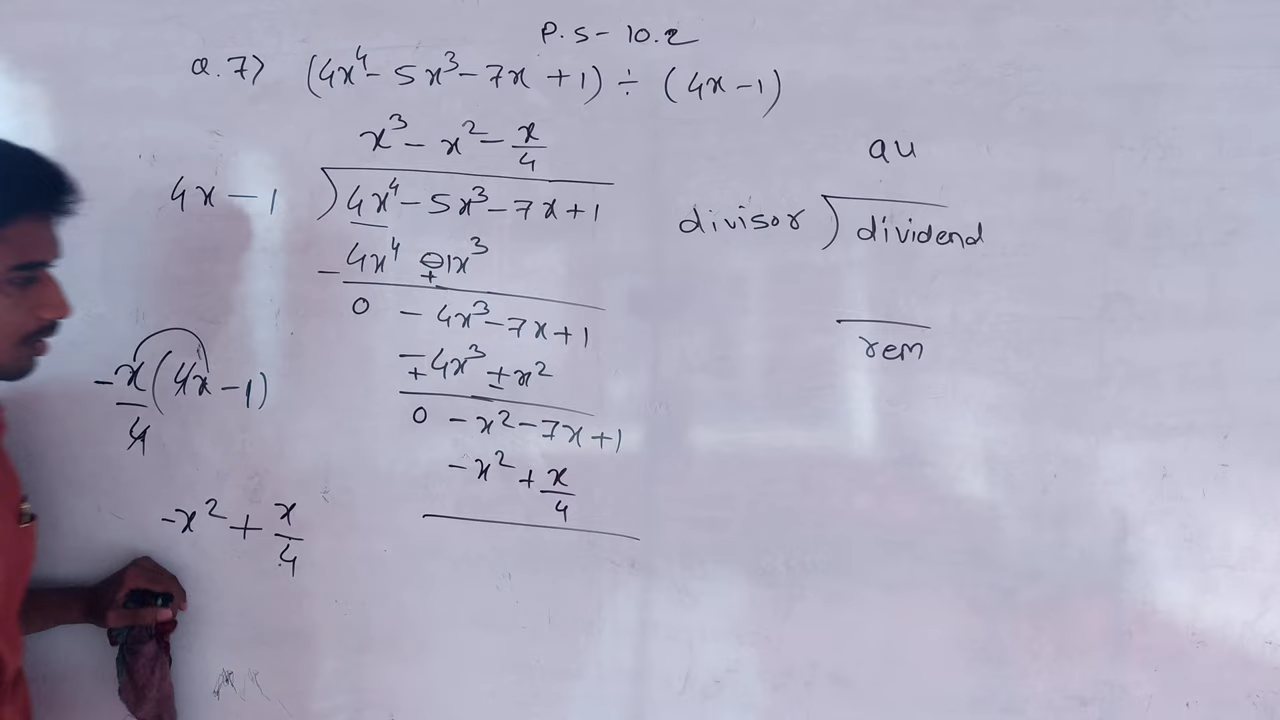 P.S - 10.2
Q.7) (4x⁴ - 5x³ - 7x + 1) ÷ (4x - 1)
x³ - x² - x/4
4x - 1 ) 4x⁴ - 5x³ - 7x + 1
- 4x⁴ ⊖ 1x³
+
0 - 4x³ - 7x + 1
- 4x³ + x²
+ -
0 - x² - 7x + 1
- x² + x/4
- x/4 (4x - 1)
-x² + x/4
qu
divisor ) dividend
rem